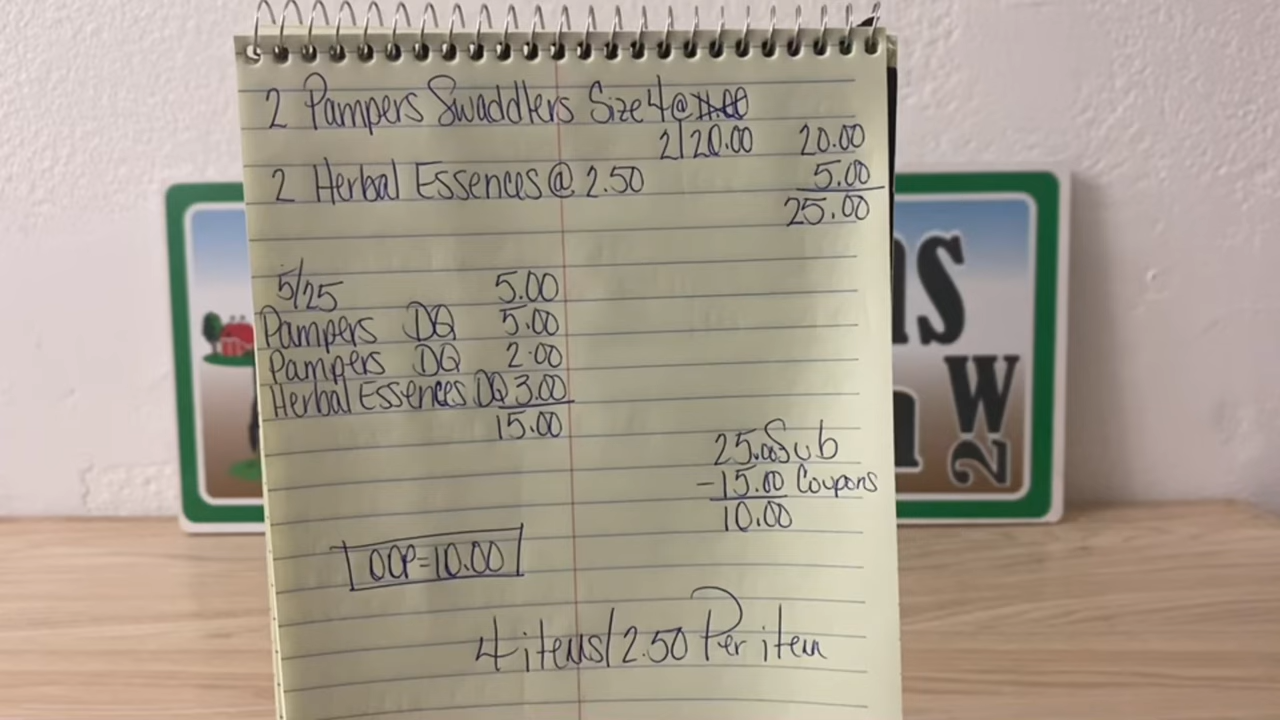 2 Pampers Swaddlers Size 4@ 11.00
2/20.00 20.00
2 Herbal Essences @ 2.50 5.00
25.00
5/25 5.00
Pampers DQ 5.00
Pampers DQ 2.00
Herbal Essences DQ 3.00
15.00
25.00 Sub
-15.00 Coupons
10.00
OOP=10.00
4 items/2.50 Per item
W
2